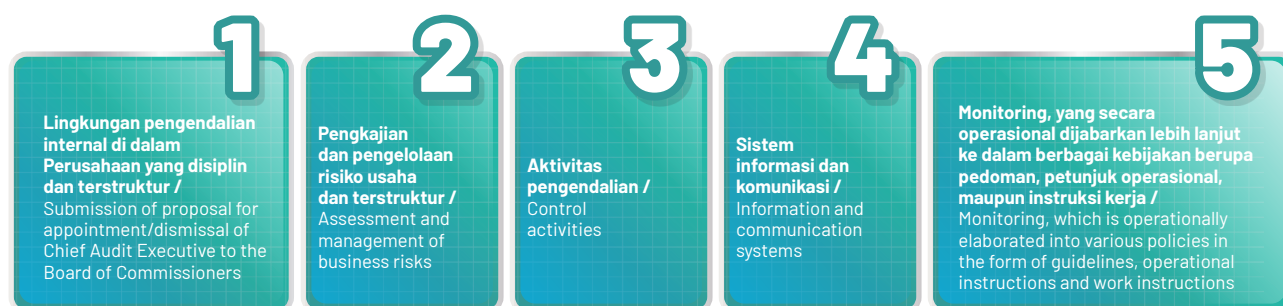 1
Lingkungan pengendalian
internal di dalam
Perusahaan yang disiplin
dan terstruktur /
Submission of proposal for
appointment/dismissal of
Chief Audit Executive to the
Board of Commissioners
2
Pengkajian
dan pengelolaan
risiko usaha
dan terstruktur /
Assessment and
management of
business risks
3
Aktivitas
pengendalian /
Control
activities
4
Sistem
informasi dan
komunikasi /
Information and
communication
systems
5
Monitoring, yang secara
operasional dijabarkan lebih lanjut
ke dalam berbagai kebijakan berupa
pedoman, petunjuk operasional,
maupun instruksi kerja /
Monitoring, which is operationally
elaborated into various policies in
the form of guidelines, operational
instructions and work instructions